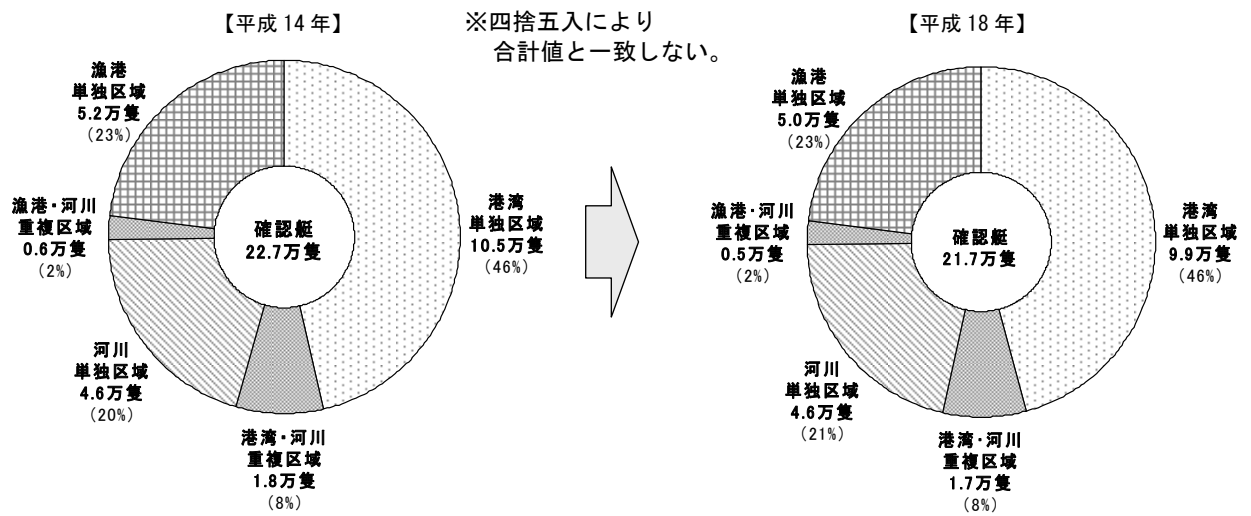 【平成14年】
※四捨五入により
合計値と一致しない。
【平成18年】
漁港
単独区域
5.2万隻
(23%)
漁港・河川
重複区域
0.6万隻
(2%)
確認艇
22.7万隻
港湾
単独区域
10.5万隻
(46%)
河川
単独区域
4.6万隻
(20%)
港湾・河川
重複区域
1.8万隻
(8%)
漁港
単独区域
5.0万隻
(23%)
漁港・河川
重複区域
0.5万隻
(2%)
確認艇
21.7万隻
港湾
単独区域
9.9万隻
(46%)
河川
単独区域
4.6万隻
(21%)
港湾・河川
重複区域
1.7万隻
(8%)